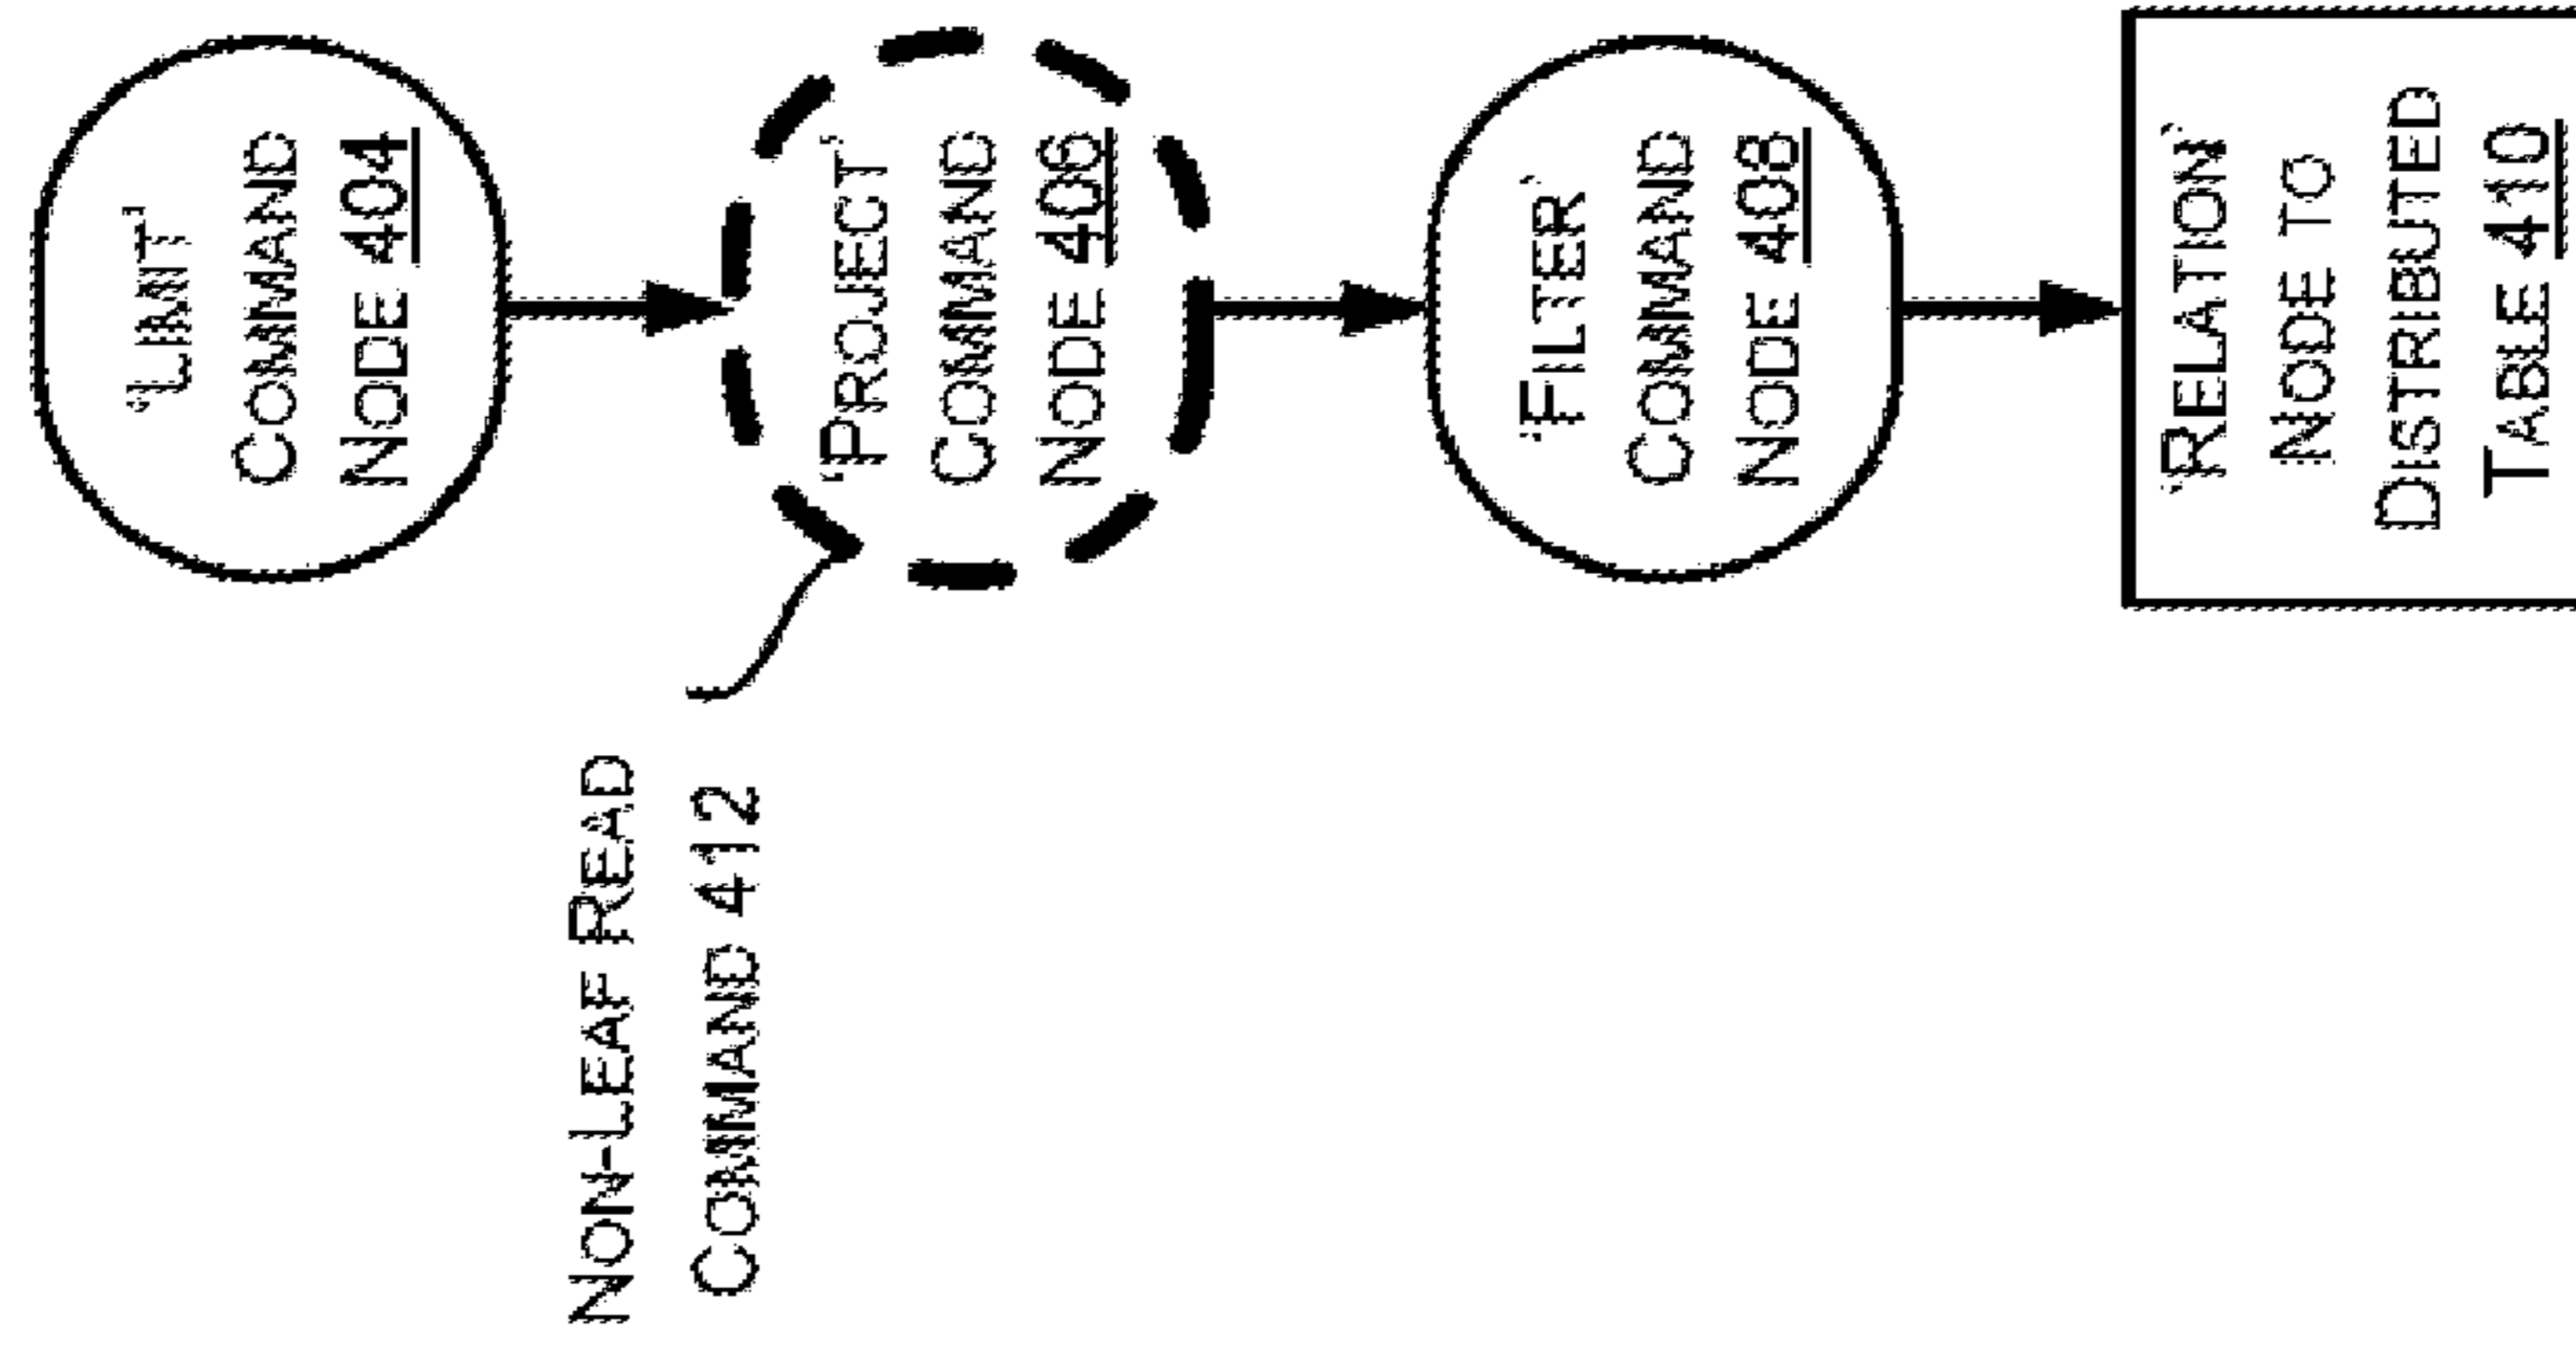 'LIMIT'
COMMAND
NODE 404
'PROJECT'
COMMAND
NODE 406
NON-LEAF READ
COMMAND 412
'FILTER'
COMMAND
NODE 408
'RELATION'
NODE TO
DISTRIBUTED
TABLE 410